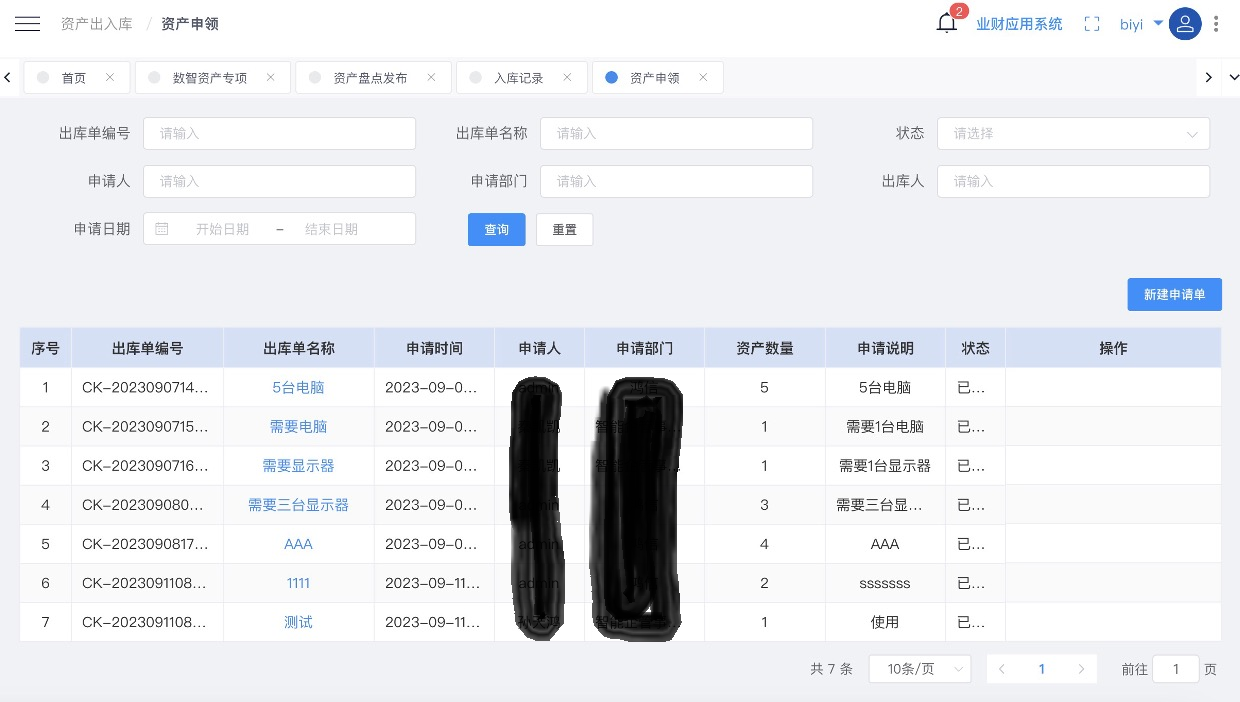 资产出入库 / 资产申领
2 业财应用系统 biyi
首页 数智资产专项 资产盘点发布 入库记录 资产申领
出库单编号 请输入 出库单名称 请输入 状态 请选择
申请人 请输入 申请部门 请输入 出库人 请输入
申请日期 开始日期 – 结束日期 查询 重置
新建申请单
序号 出库单编号 出库单名称 申请时间 申请人 申请部门 资产数量 申请说明 状态 操作
1 CK-2023090714... 5台电脑 2023-09-0... 5 5台电脑 已...
2 CK-2023090715... 需要电脑 2023-09-0... 1 需要1台电脑 已...
3 CK-2023090716... 需要显示器 2023-09-0... 1 需要1台显示器 已...
4 CK-202309080... 需要三台显示器 2023-09-0... 3 需要三台显... 已...
5 CK-2023090817... AAA 2023-09-0... admin 4 AAA 已...
6 CK-2023091108... 1111 2023-09-11... admin 2 sssssss 已...
7 CK-2023091108... 测试 2023-09-11... 1 使用 已...
共 7 条 10条/页 1 前往 1 页